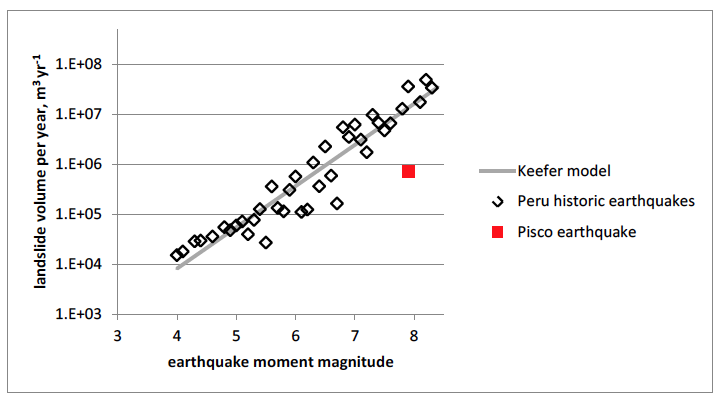 landslide volume per year, m³ yr⁻¹
1.E+08
1.E+07
1.E+06
1.E+05
1.E+04
1.E+03
3 4 5 6 7 8
earthquake moment magnitude
Keefer model
Peru historic earthquakes
Pisco earthquake